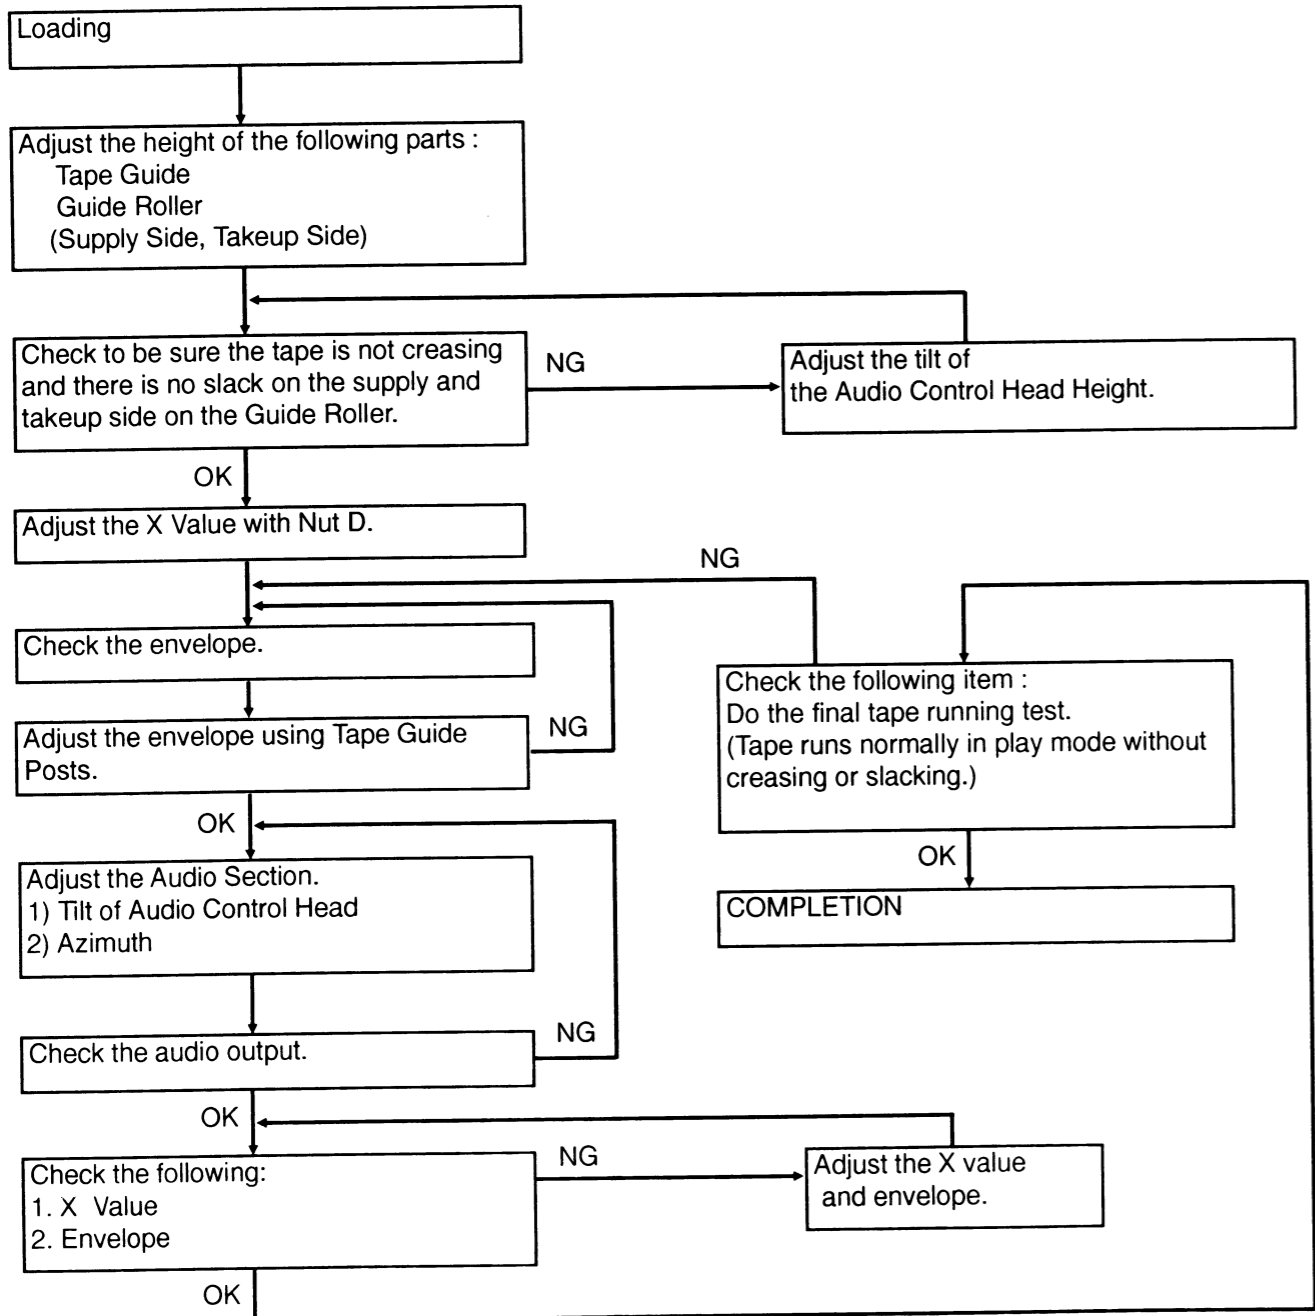 Loading
Adjust the height of the following parts :
Tape Guide
Guide Roller
(Supply Side, Takeup Side)
Check to be sure the tape is not creasing
and there is no slack on the supply and
takeup side on the Guide Roller.
NG
Adjust the tilt of
the Audio Control Head Height.
OK
Adjust the X Value with Nut D.
NG
Check the envelope.
Adjust the envelope using Tape Guide
Posts.
NG
Check the following item :
Do the final tape running test.
(Tape runs normally in play mode without
creasing or slacking.)
OK
OK
COMPLETION
Adjust the Audio Section.
1) Tilt of Audio Control Head
2) Azimuth
Check the audio output.
NG
OK
Check the following:
1. X Value
2. Envelope
NG
Adjust the X value
and envelope.
OK